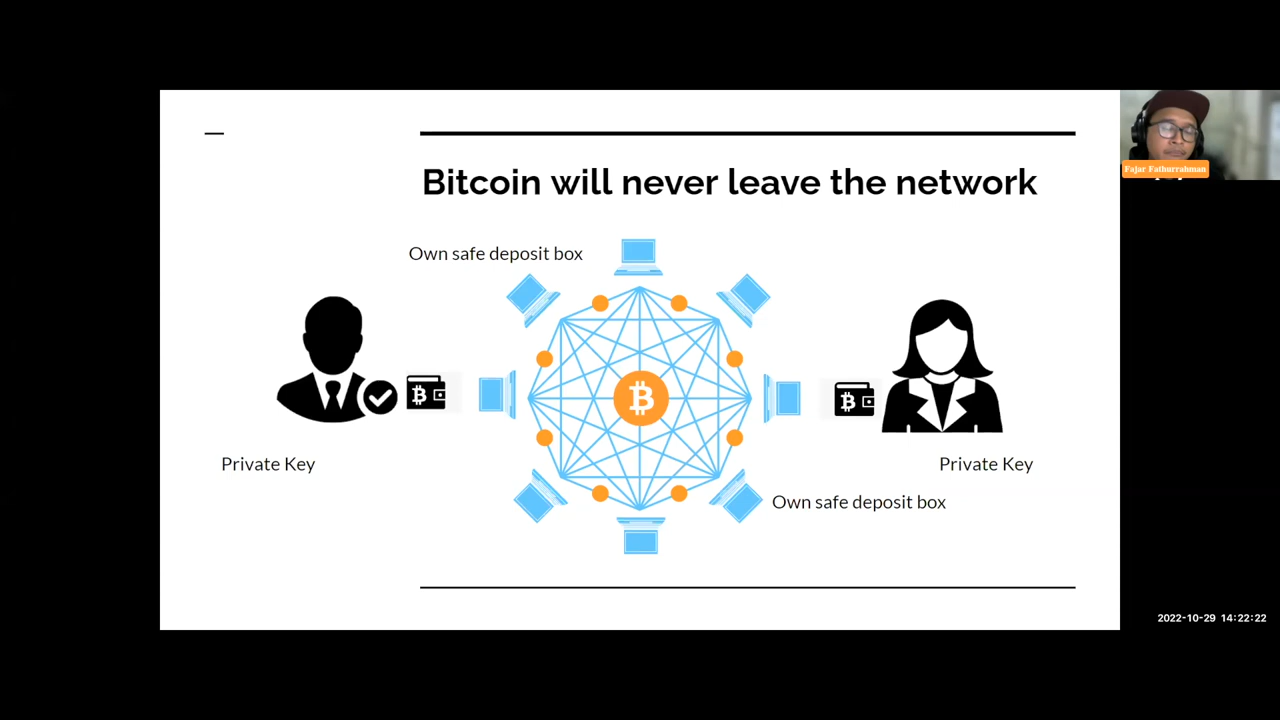 Bitcoin will never leave the network
Own safe deposit box
Private Key
Private Key
Own safe deposit box
Fajar Fathurrahman
2022-10-29 14:22:22